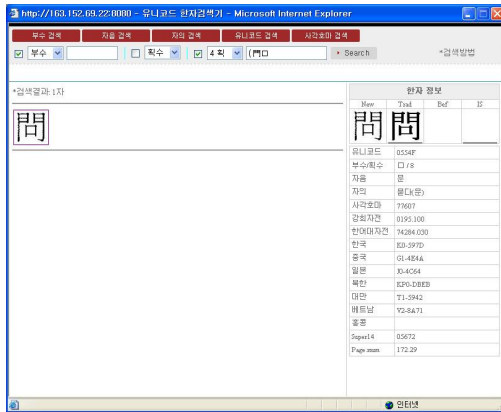 http://163.152.69.22:8080 - 유니코드 한자검색기 - Microsoft Internet Explorer
부수 검색 자음 검색 자의 검색 유니코드 검색 사각호마 검색
부수 획수 4획 (門口 Search *검색방법
*검색결과:1자
問
한자 정보
New Trad Ref IS
問 問
유니코드 0554F
부수/획수 口 / 8
자음 문
자의 묻다(문)
사각호마 77607
강희자전 0195.100
한어대자전 74284.030
한국 K0-597D
중국 G1-4E4A
일본 J0-4C64
북한 KP0-DBEB
대만 T1-5942
베트남 V2-8A71
홍콩
Super14 05672
Page num 172.29
인터넷